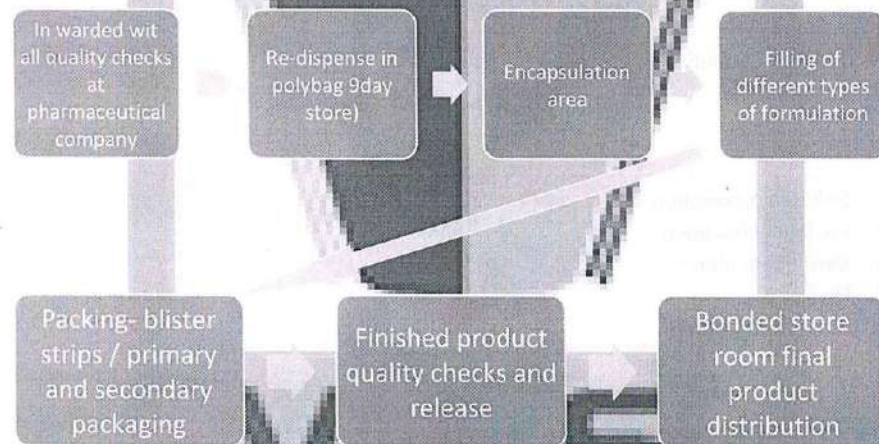 In warded wit
all quality checks
at
pharmaceutical
company
Re-dispense in
polybag 9day
store)
Encapsulation
area
Filling of
different types
of formulation
Packing- blister
strips / primary
and secondary
packaging
Finished product
quality checks and
release
Bonded store
room final
product
distribution